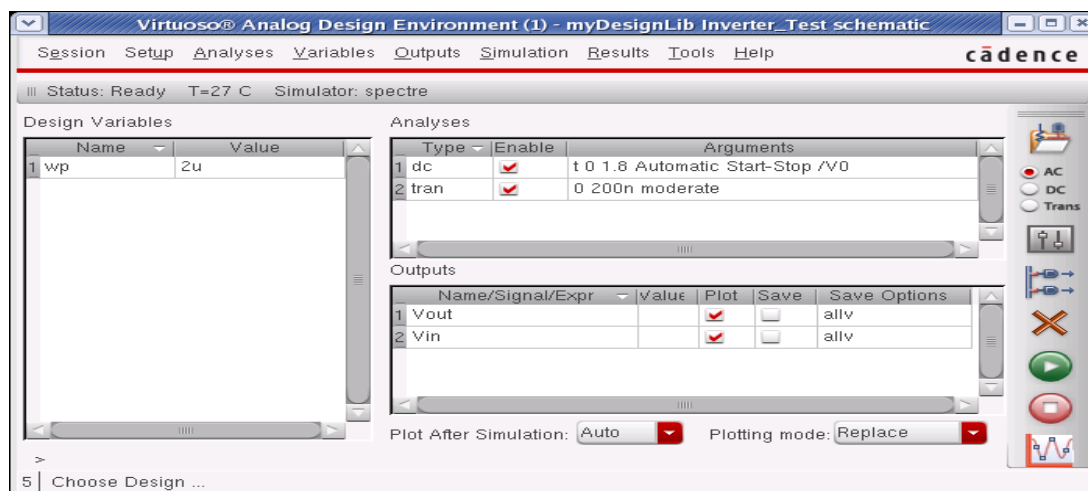 Virtuoso® Analog Design Environment (1) - myDesignLib Inverter_Test schematic
Session Setup Analyses Variables Outputs Simulation Results Tools Help cādence
Status: Ready T=27 C Simulator: spectre
Design Variables
Name Value
1 wp 2u
Analyses
Type Enable Arguments
1 dc t 0 1.8 Automatic Start-Stop /V0
2 tran 0 200n moderate
Outputs
Name/Signal/Expr Value Plot Save Save Options
1 Vout allv
2 Vin allv
Plot After Simulation: Auto Plotting mode: Replace
AC
DC
Trans
>
5 Choose Design ...